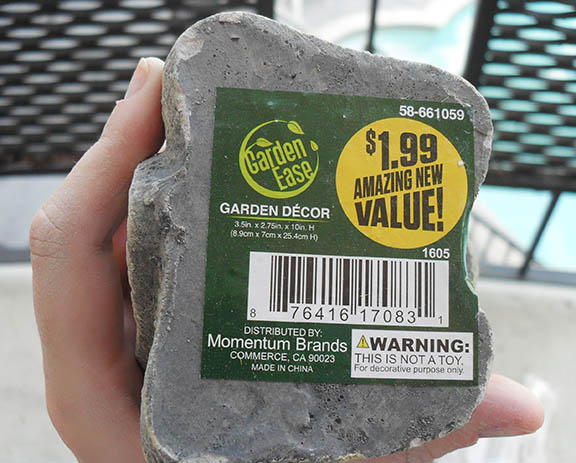 58-661059
Garden
Ease
$1.99
AMAZING NEW
VALUE!
GARDEN DÉCOR
3.5in. x 2.75in. x 10in. H
(8.9cm x 7cm x 25.4cm H)
1605
8 76416 17083 1
DISTRIBUTED BY:
Momentum Brands
COMMERCE, CA 90023
MADE IN CHINA
WARNING:
THIS IS NOT A TOY.
For decorative purpose only.